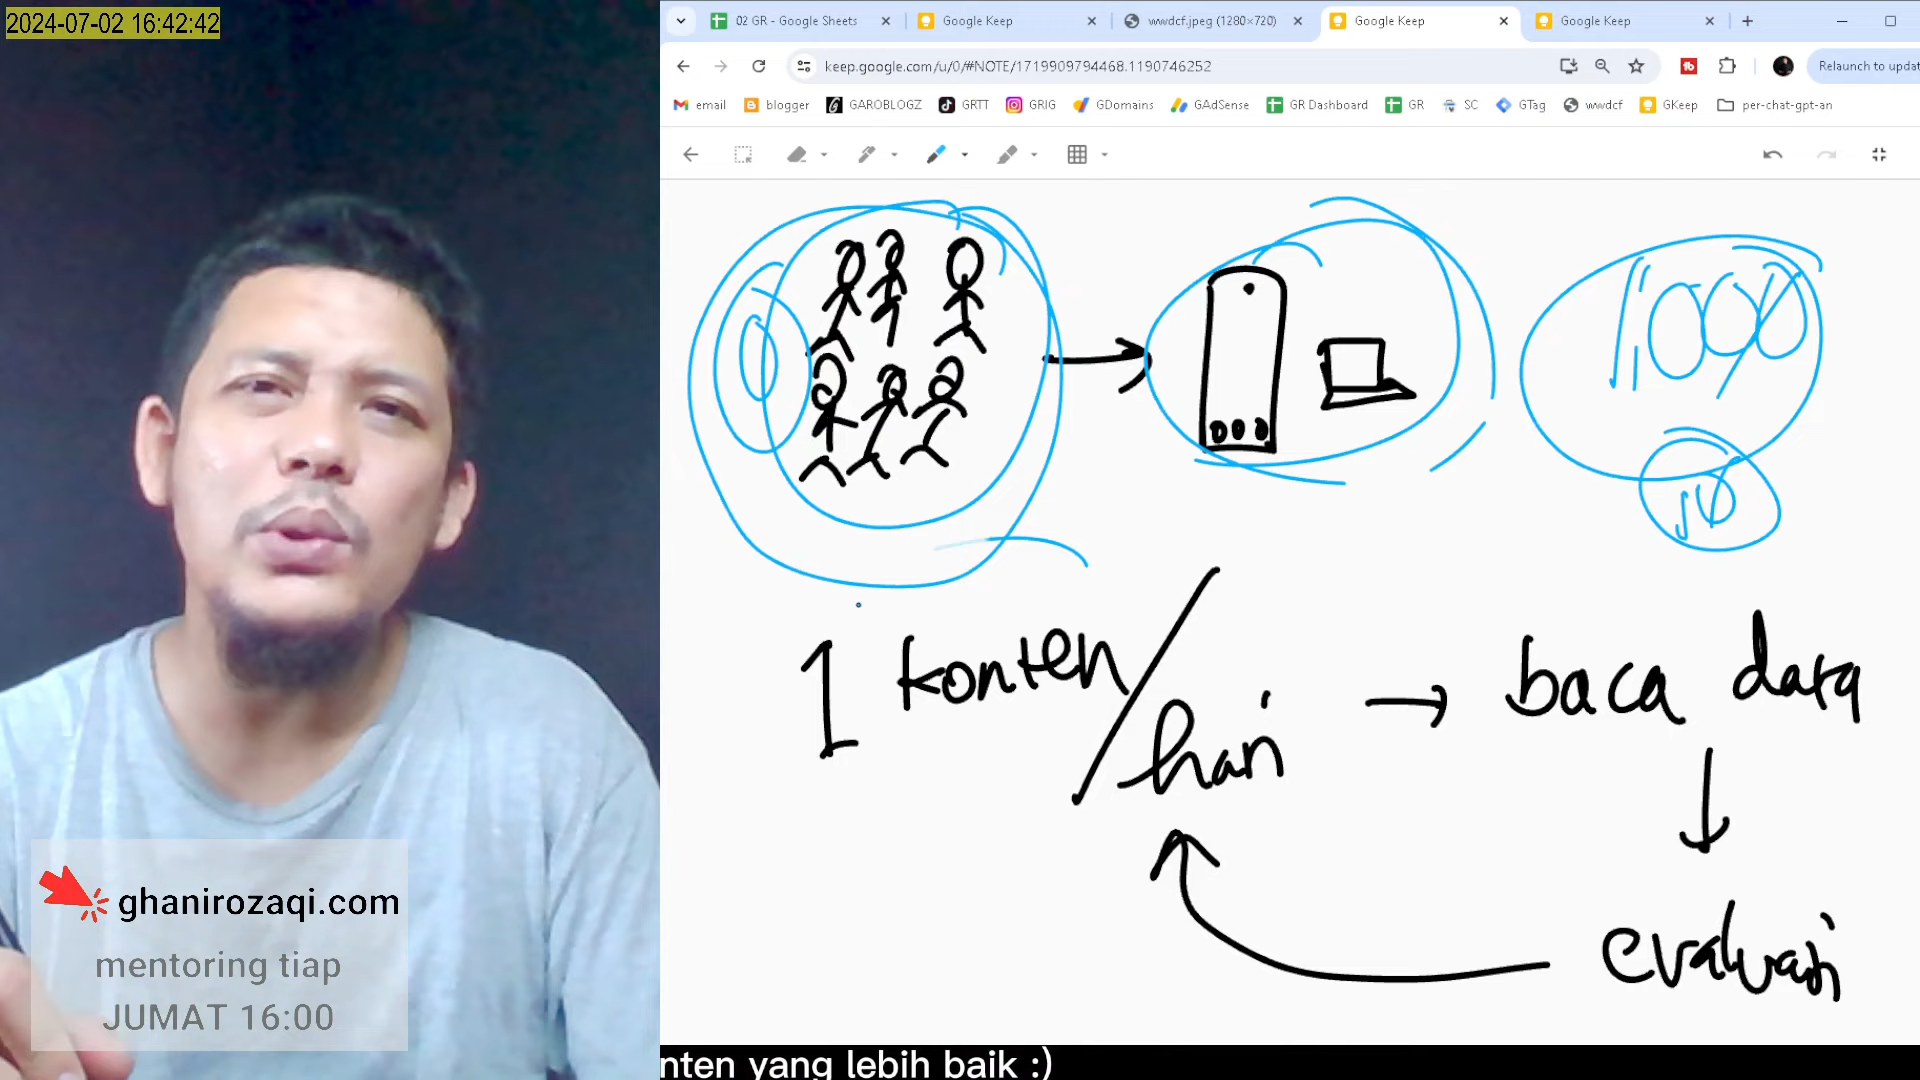 2024-07-02 16:42:42
02 GR - Google Sheets
Google Keep
wwdcf.jpeg (1280×720)
Google Keep
Google Keep
keep.google.com/u/0/#NOTE/1719909794468.1190746252
Relaunch to updat
email
blogger
GAROBLOGZ
GRTT
GRIG
GDomains
GAdSense
GR Dashboard
GR
SC
GTag
wwdcf
GKeep
per-chat-gpt-an
1 konten/
hari
→ baca data
evaluasi
ghanirozaqi.com
mentoring tiap
JUMAT 16:00
nten yang lebih baik :)